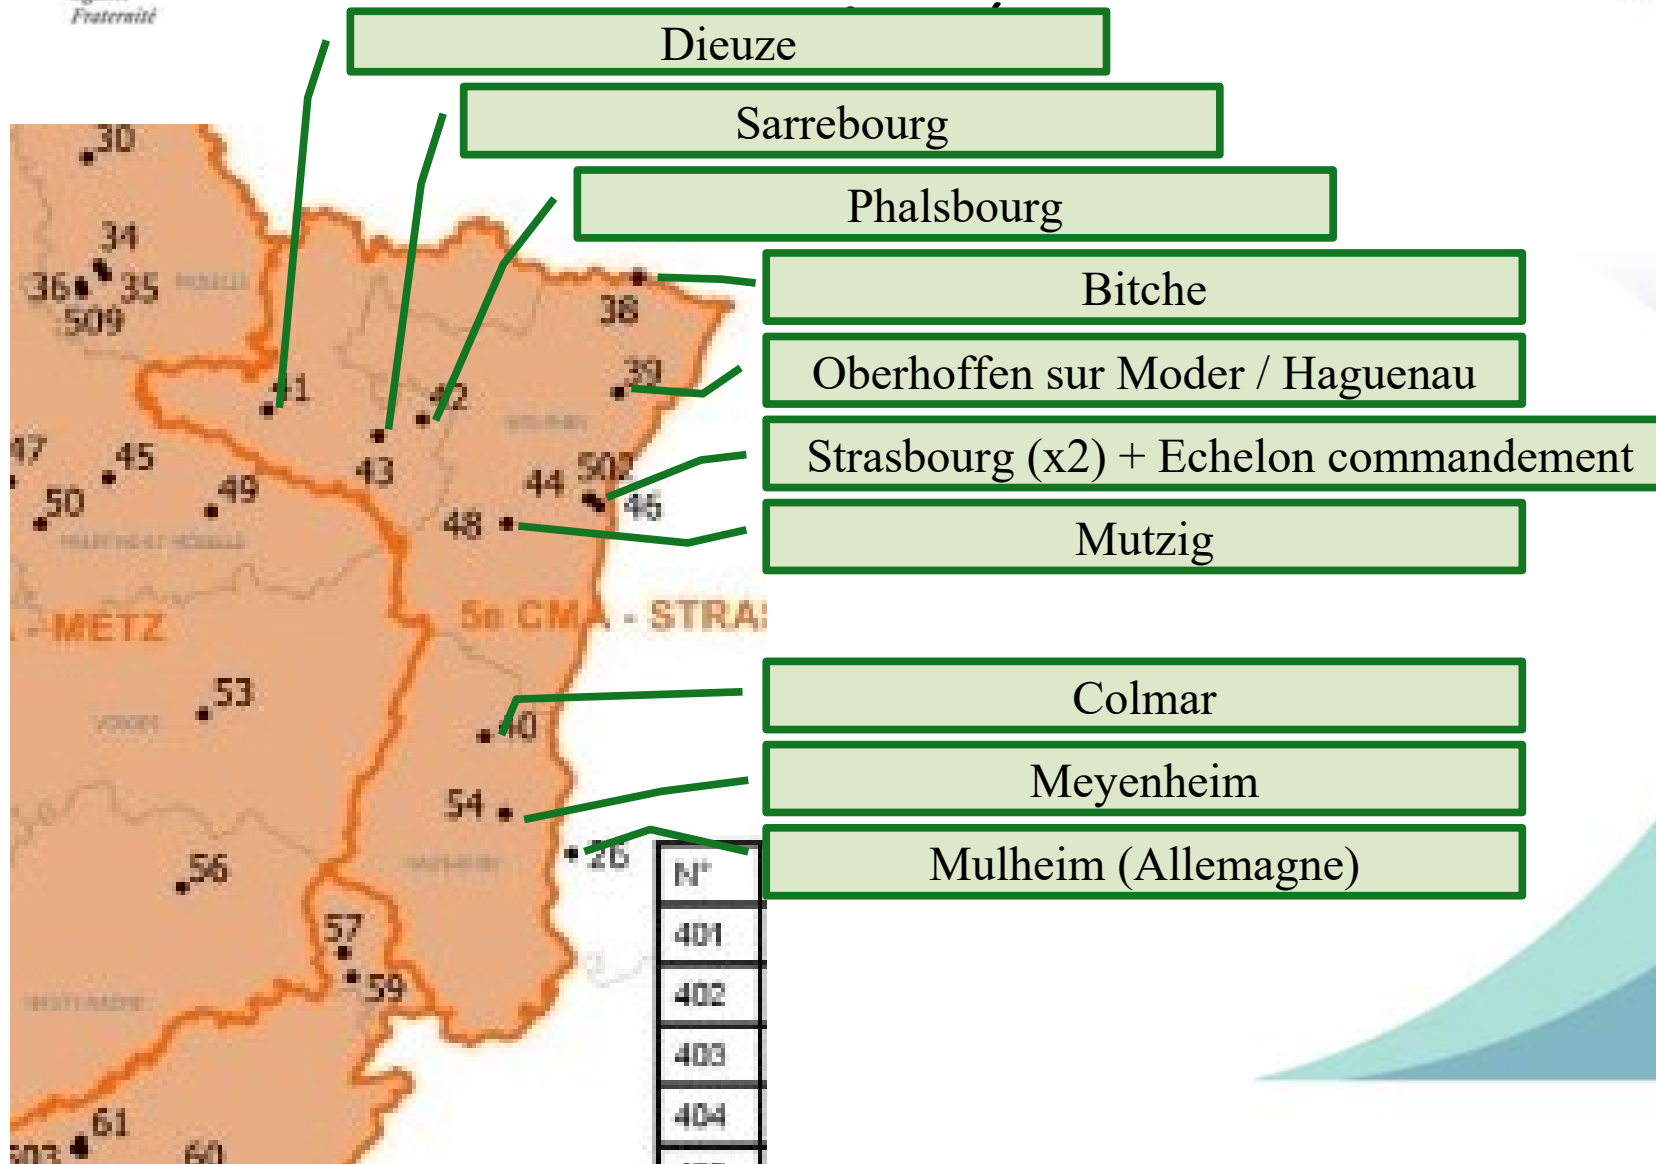 Fraternité
Dieuze
Sarrebourg
Phalsbourg
Bitche
Oberhoffen sur Moder / Haguenau
Strasbourg (x2) + Echelon commandement
Mutzig
Colmar
Meyenheim
Mulheim (Allemagne)
30
34
36
35
509
38
39
41
42
43
47
45
50
49
44
502
46
48
- METZ
5e CMA - STRAS
53
40
54
26
56
57
59
61
503
60
N°
401
402
403
404